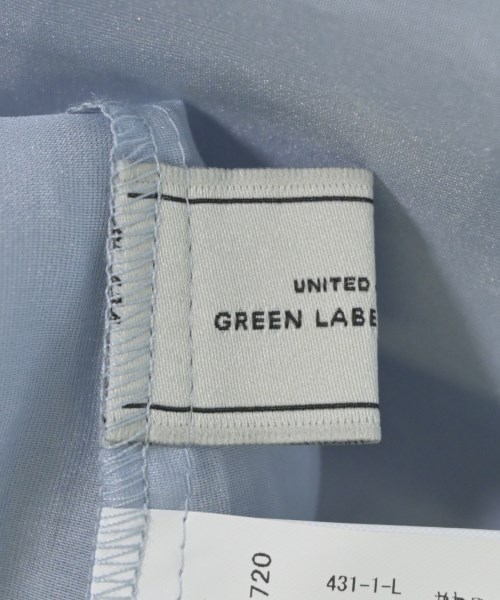 UNITED
GREEN LABE
720
431-1-L